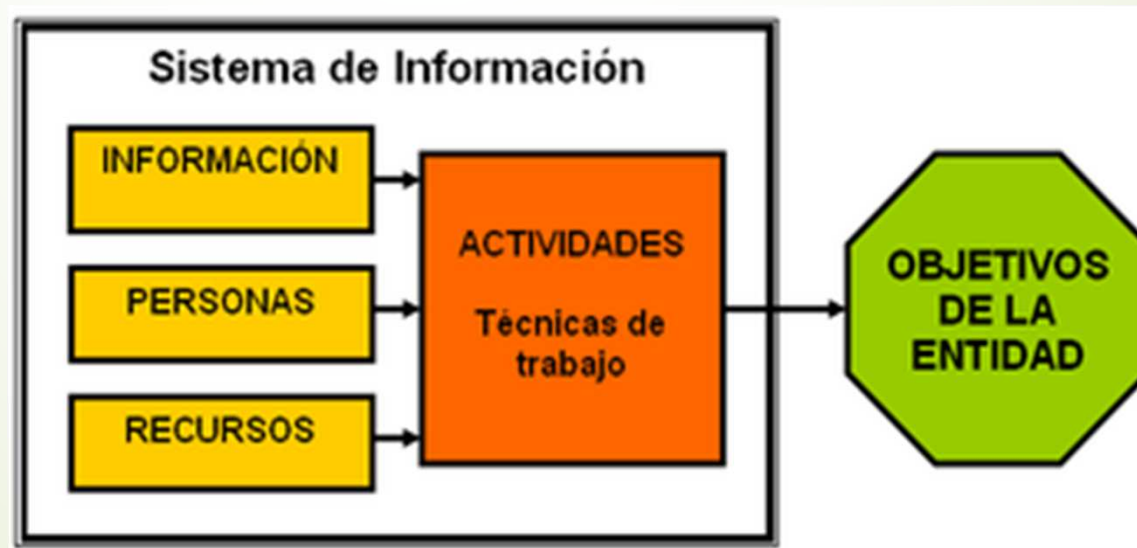 Sistema de Información
INFORMACIÓN
PERSONAS
RECURSOS
ACTIVIDADES
Técnicas de
trabajo
OBJETIVOS
DE LA
ENTIDAD